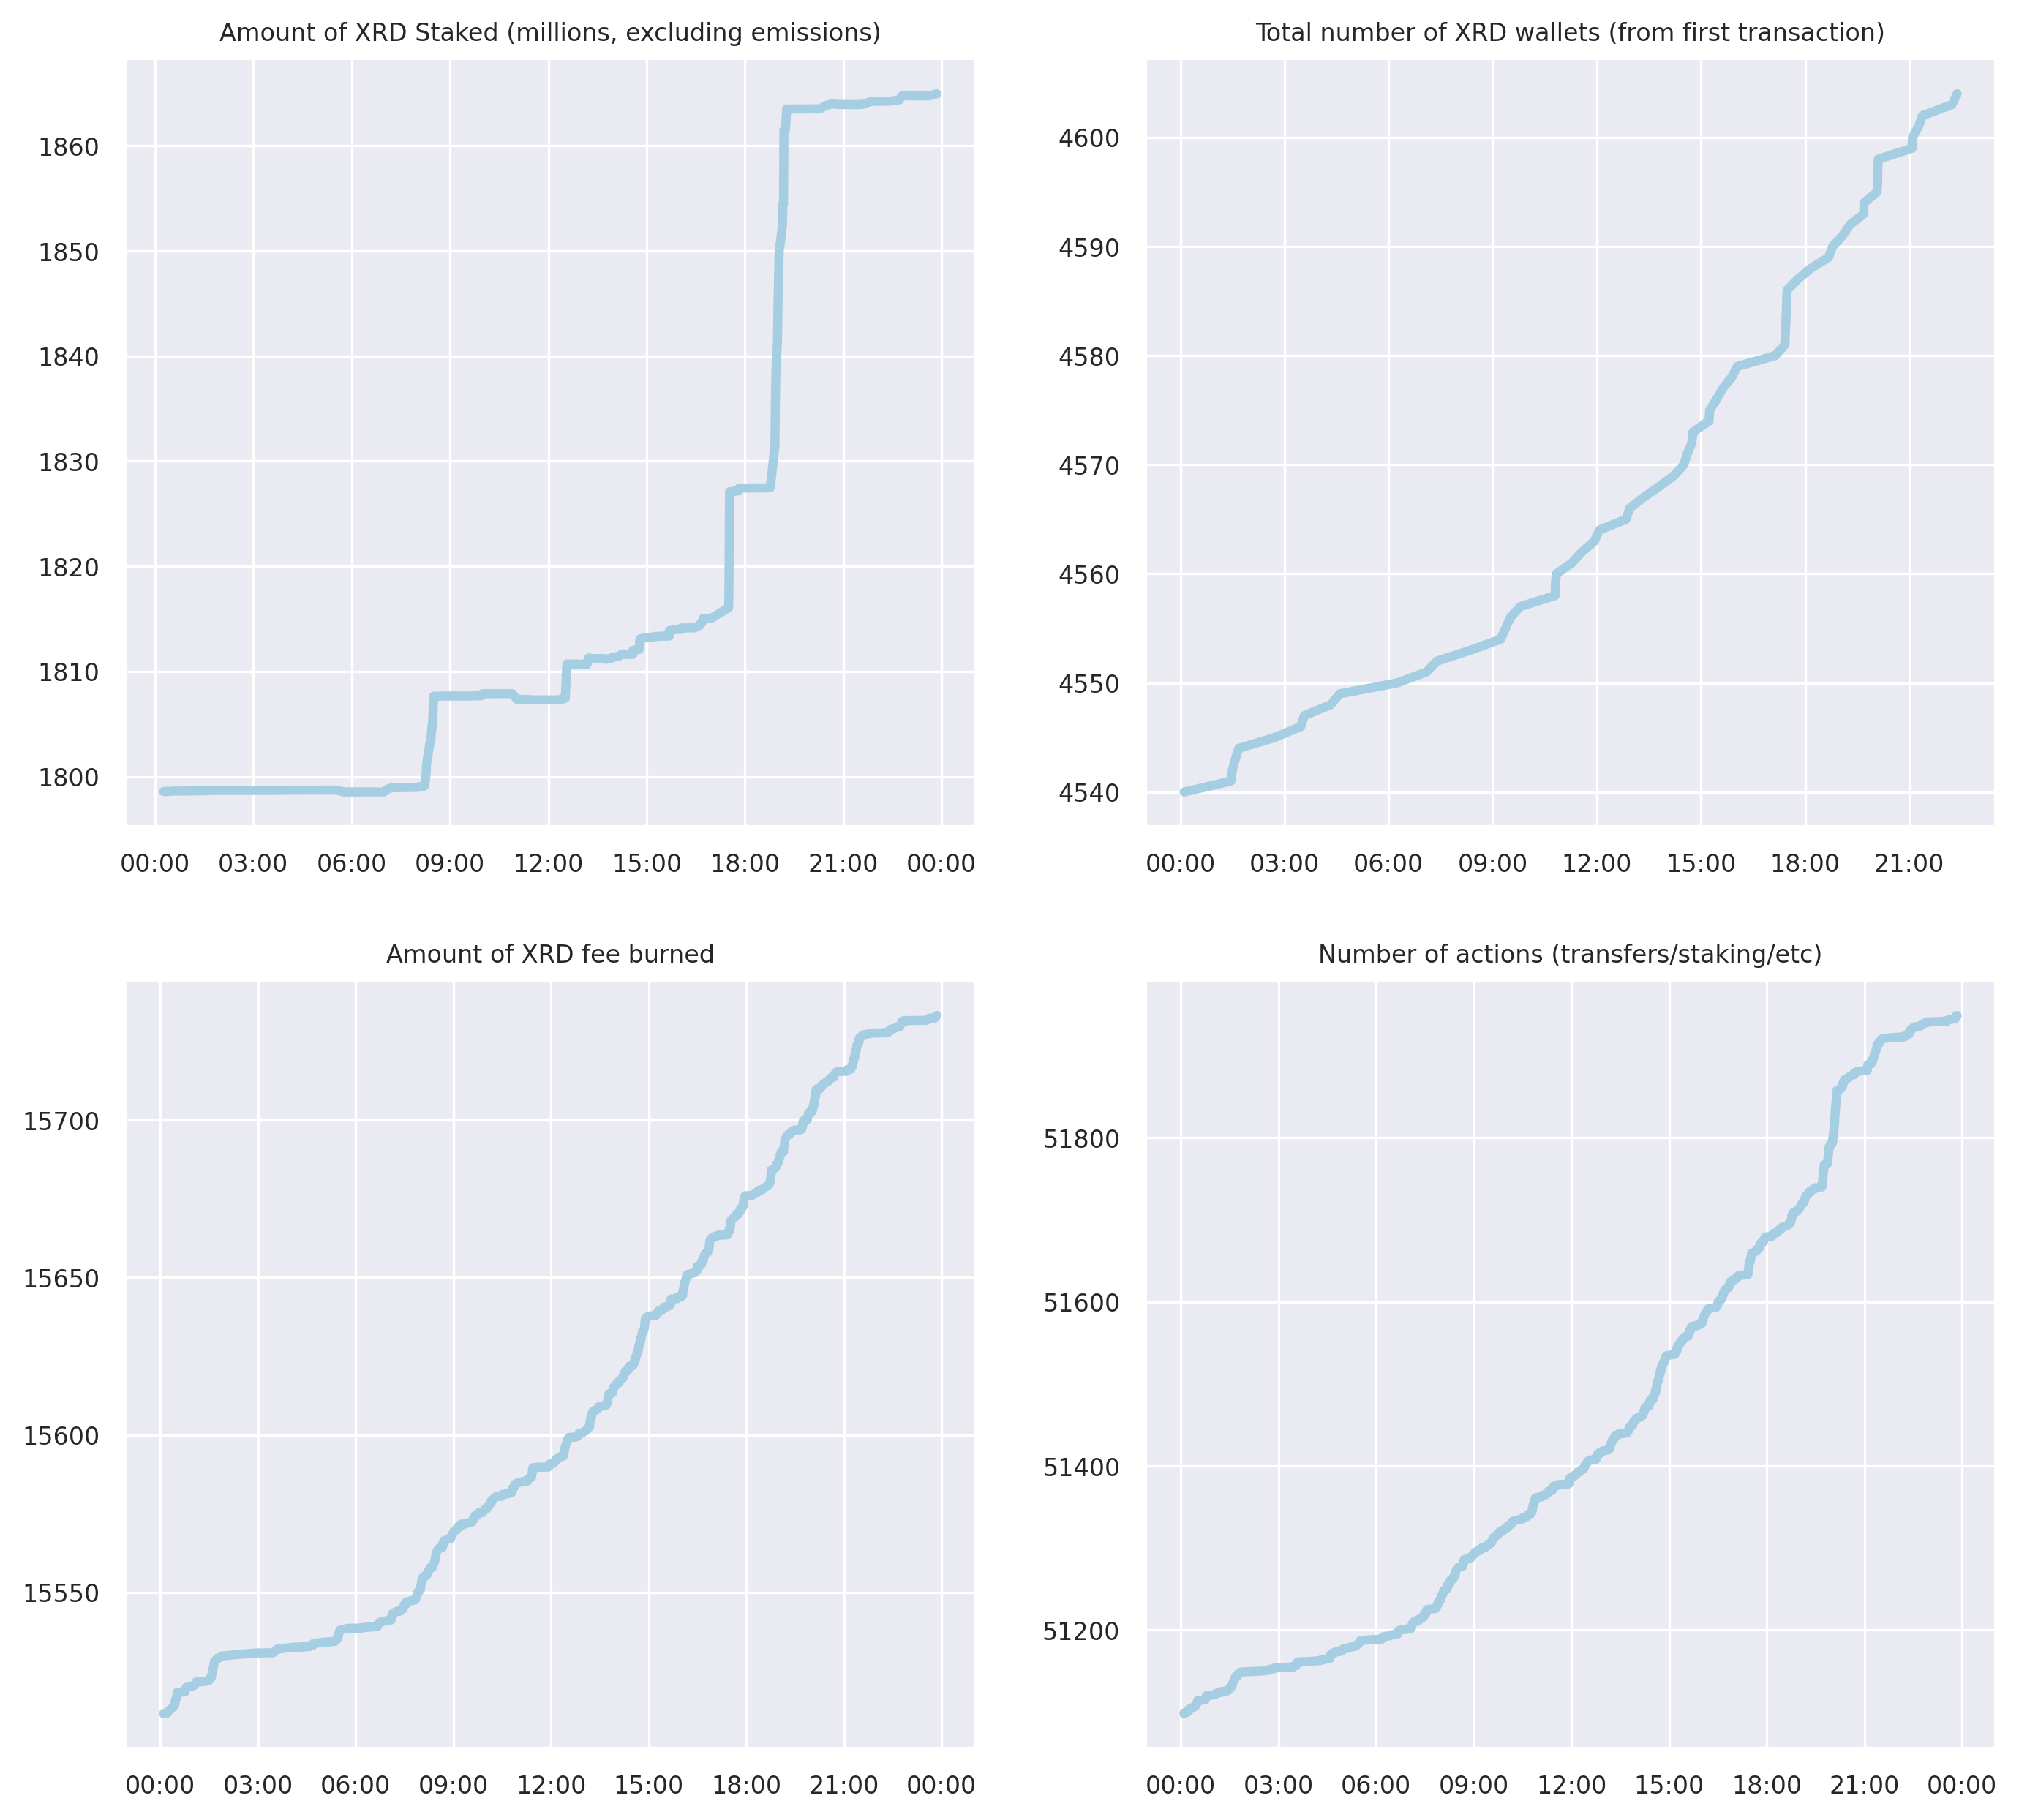 Amount of XRD Staked (millions, excluding emissions)
1860
1850
1840
1830
1820
1810
1800
00:00 03:00 06:00 09:00 12:00 15:00 18:00 21:00 00:00
Total number of XRD wallets (from first transaction)
4600
4590
4580
4570
4560
4550
4540
00:00 03:00 06:00 09:00 12:00 15:00 18:00 21:00
Amount of XRD fee burned
15700
15650
15600
15550
00:00 03:00 06:00 09:00 12:00 15:00 18:00 21:00 00:00
Number of actions (transfers/staking/etc)
51800
51600
51400
51200
00:00 03:00 06:00 09:00 12:00 15:00 18:00 21:00 00:00